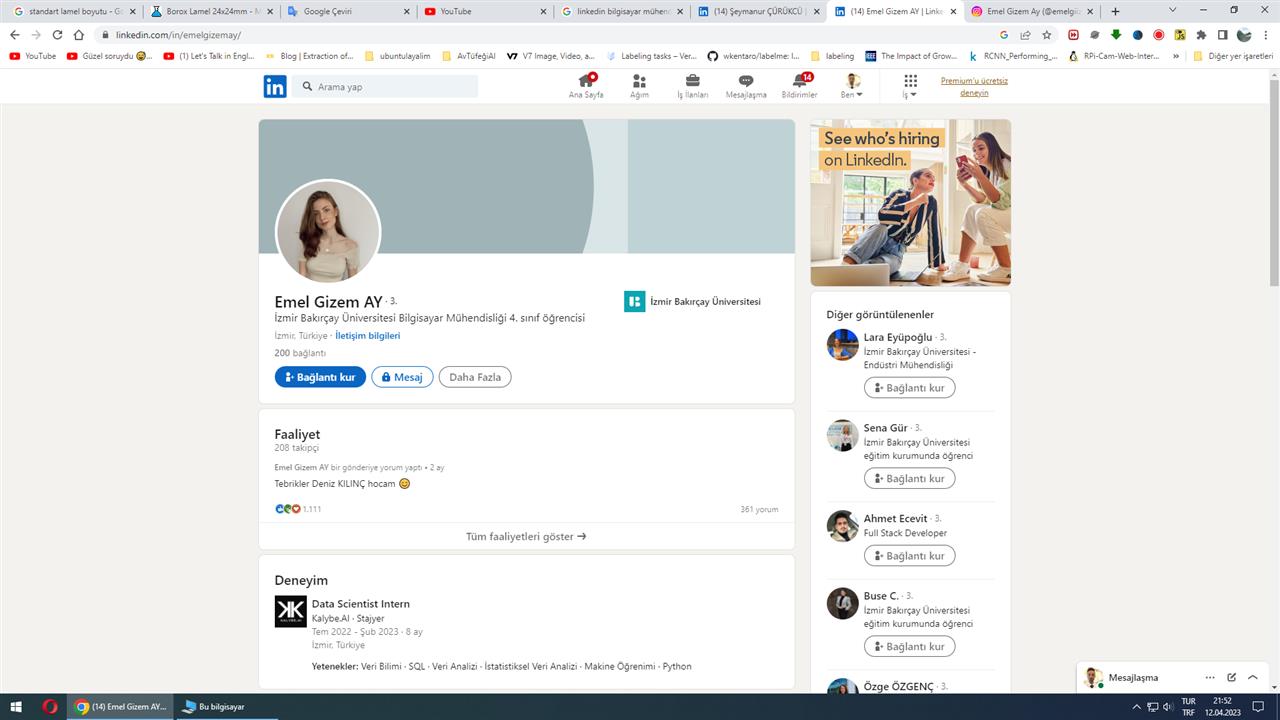 standart lamel boyutu - Go
Borox Lamel 24x24mm - M
Google Çeviri
YouTube
linkedin bilgisayar mühend
(14) Şeymanur ÇÜRÜKCÜ |
(14) Emel Gizem AY | Linke
Emel Gizem Ay (@emelgiz
linkedin.com/in/emelgizemay/
YouTube
Güzel soruydu 😅...
(1) Let's Talk in Engl...
Blog | Extraction of...
ubuntulayalim
AvTüfeğiAI
V7 Image, Video, a...
Labeling tasks – Ver...
wkentaro/labelme: I...
labeling
The Impact of Grow...
RCNN_Performing_...
RPi-Cam-Web-Inter...
»
Diğer yer işaretleri
in
Arama yap
Ana Sayfa
Ağım
İş İlanları
Mesajlaşma
14
Bildirimler
Ben
İş
Premium'u ücretsiz
deneyin
See who's hiring
on LinkedIn.
Emel Gizem AY · 3.
İzmir Bakırçay Üniversitesi Bilgisayar Mühendisliği 4. sınıf öğrencisi
İzmir, Türkiye · İletişim bilgileri
200 bağlantı
Bağlantı kur
Mesaj
Daha Fazla
İzmir Bakırçay Üniversitesi
Faaliyet
208 takipçi
Emel Gizem AY bir gönderiye yorum yaptı • 2 ay
Tebrikler Deniz KILINÇ hocam 😊
1.111
361 yorum
Tüm faaliyetleri göster →
Deneyim
KALYBE.AI
Data Scientist Intern
Kalybe.AI · Stajyer
Tem 2022 - Şub 2023 · 8 ay
İzmir, Türkiye
Yetenekler: Veri Bilimi · SQL · Veri Analizi · İstatistiksel Veri Analizi · Makine Öğrenimi · Python
Diğer görüntülenenler
Lara Eyüpoğlu · 3.
İzmir Bakırçay Üniversitesi -
Endüstri Mühendisliği
Bağlantı kur
Sena Gür · 3.
İzmir Bakırçay Üniversitesi
eğitim kurumunda öğrenci
Bağlantı kur
Ahmet Ecevit · 3.
Full Stack Developer
Bağlantı kur
Buse C. · 3.
İzmir Bakırçay Üniversitesi
eğitim kurumunda öğrenci
Bağlantı kur
Özge ÖZGENÇ · 3.
Mesajlaşma
(14) Emel Gizem AY...
Bu bilgisayar
TUR
TRF
21:52
12.04.2023